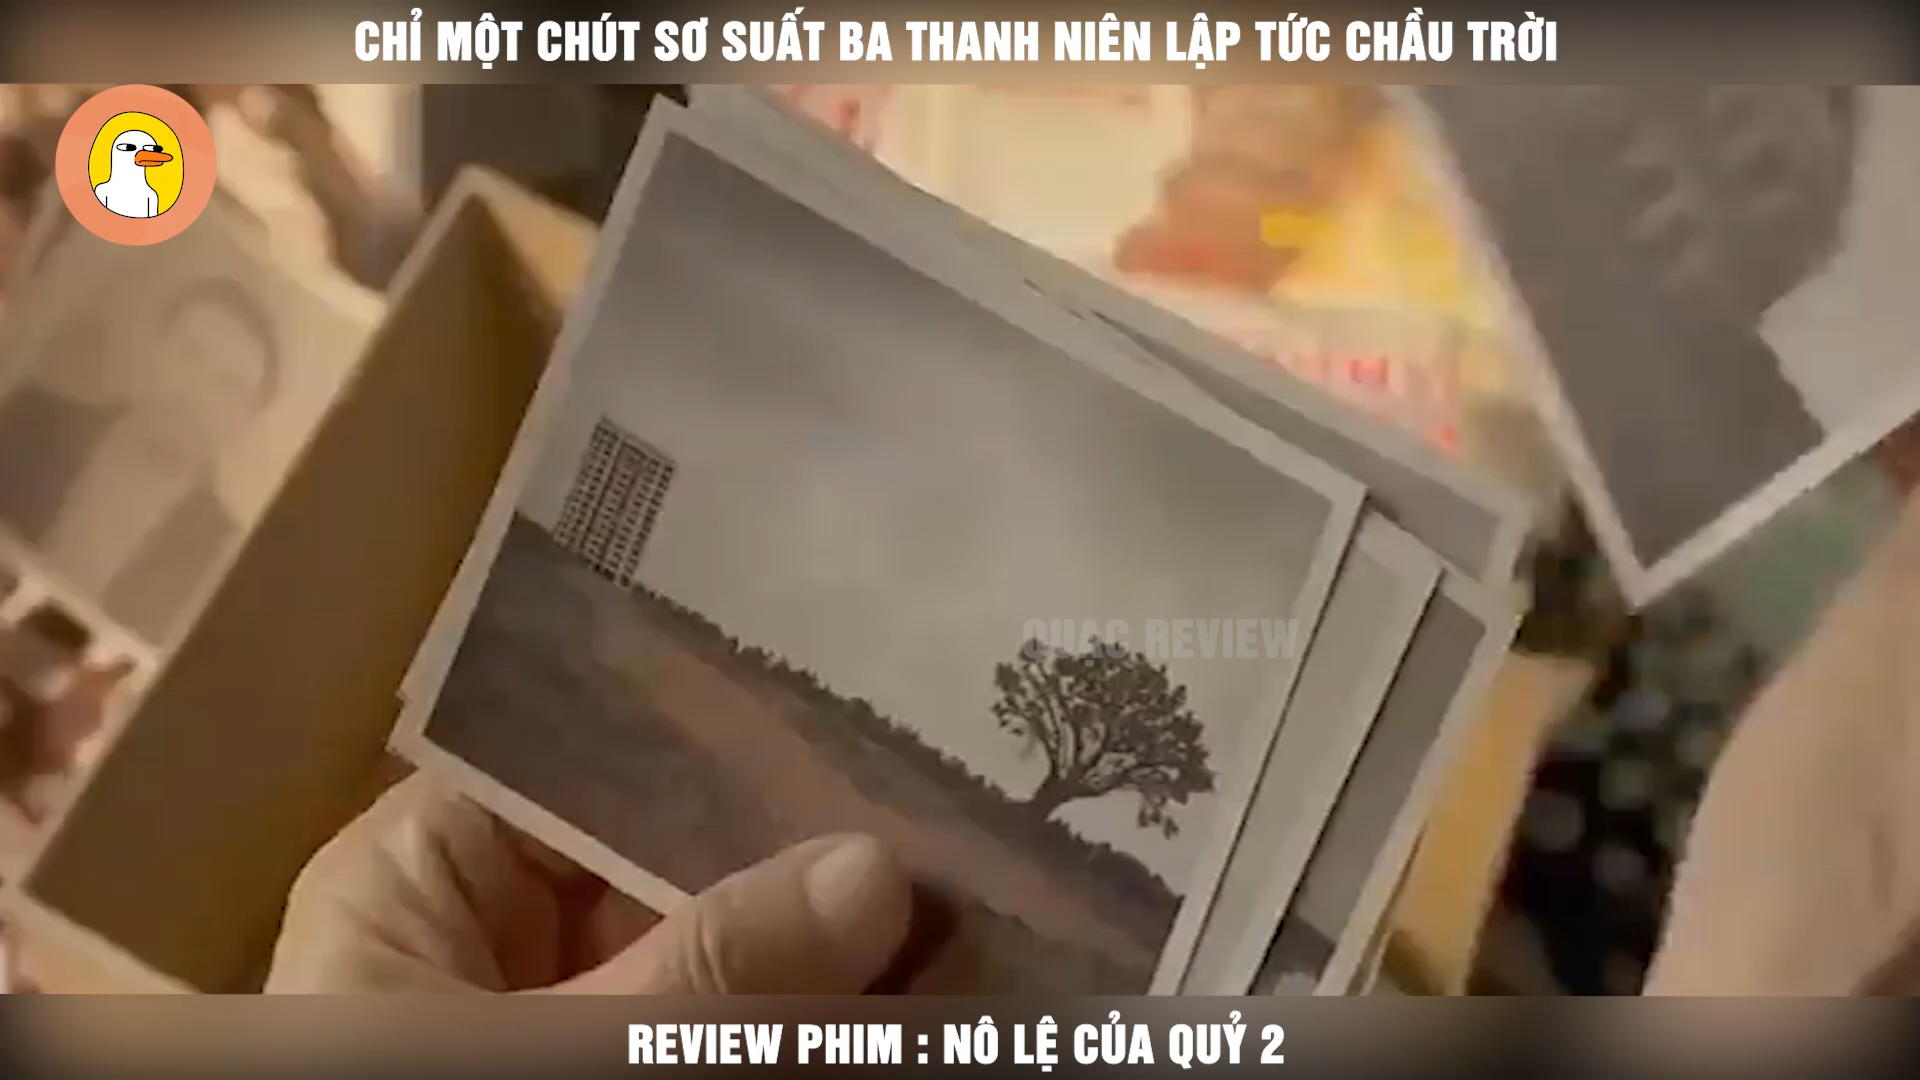 CHỈ MỘT CHÚT SƠ SUẤT BA THANH NIÊN LẬP TỨC CHẦU TRỜI
QUẠC REVIEW
REVIEW PHIM : NÔ LỆ CỦA QUỶ 2